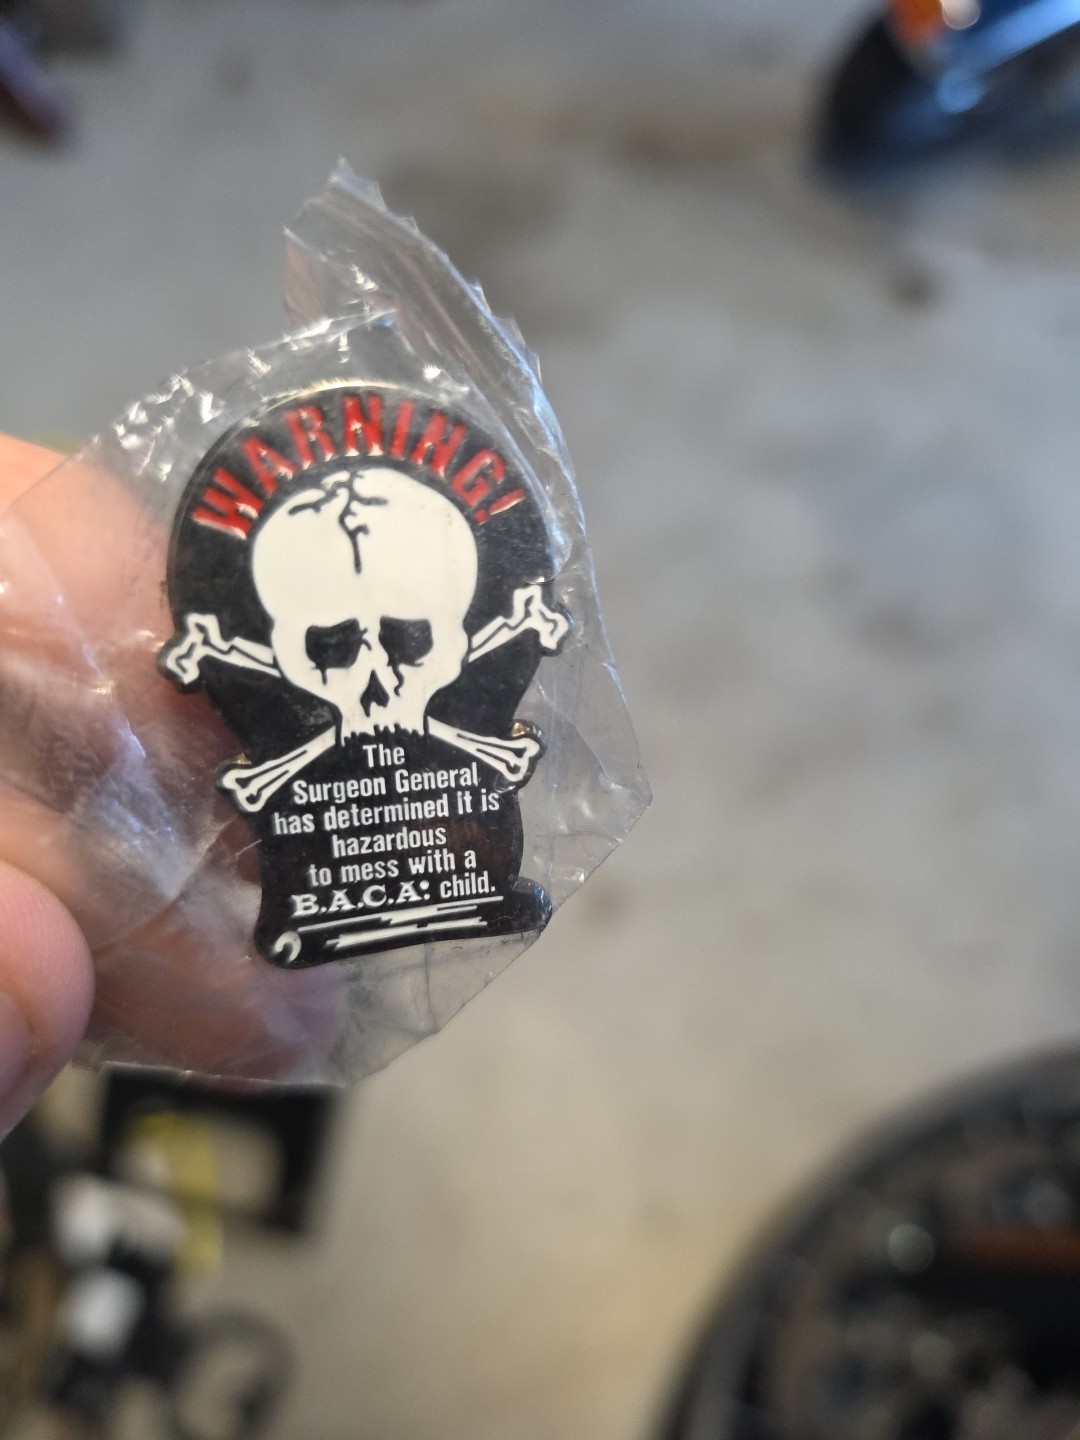 WARNING!
The
Surgeon General
has determined it is
hazardous
to mess with a
B.A.C.A: child.